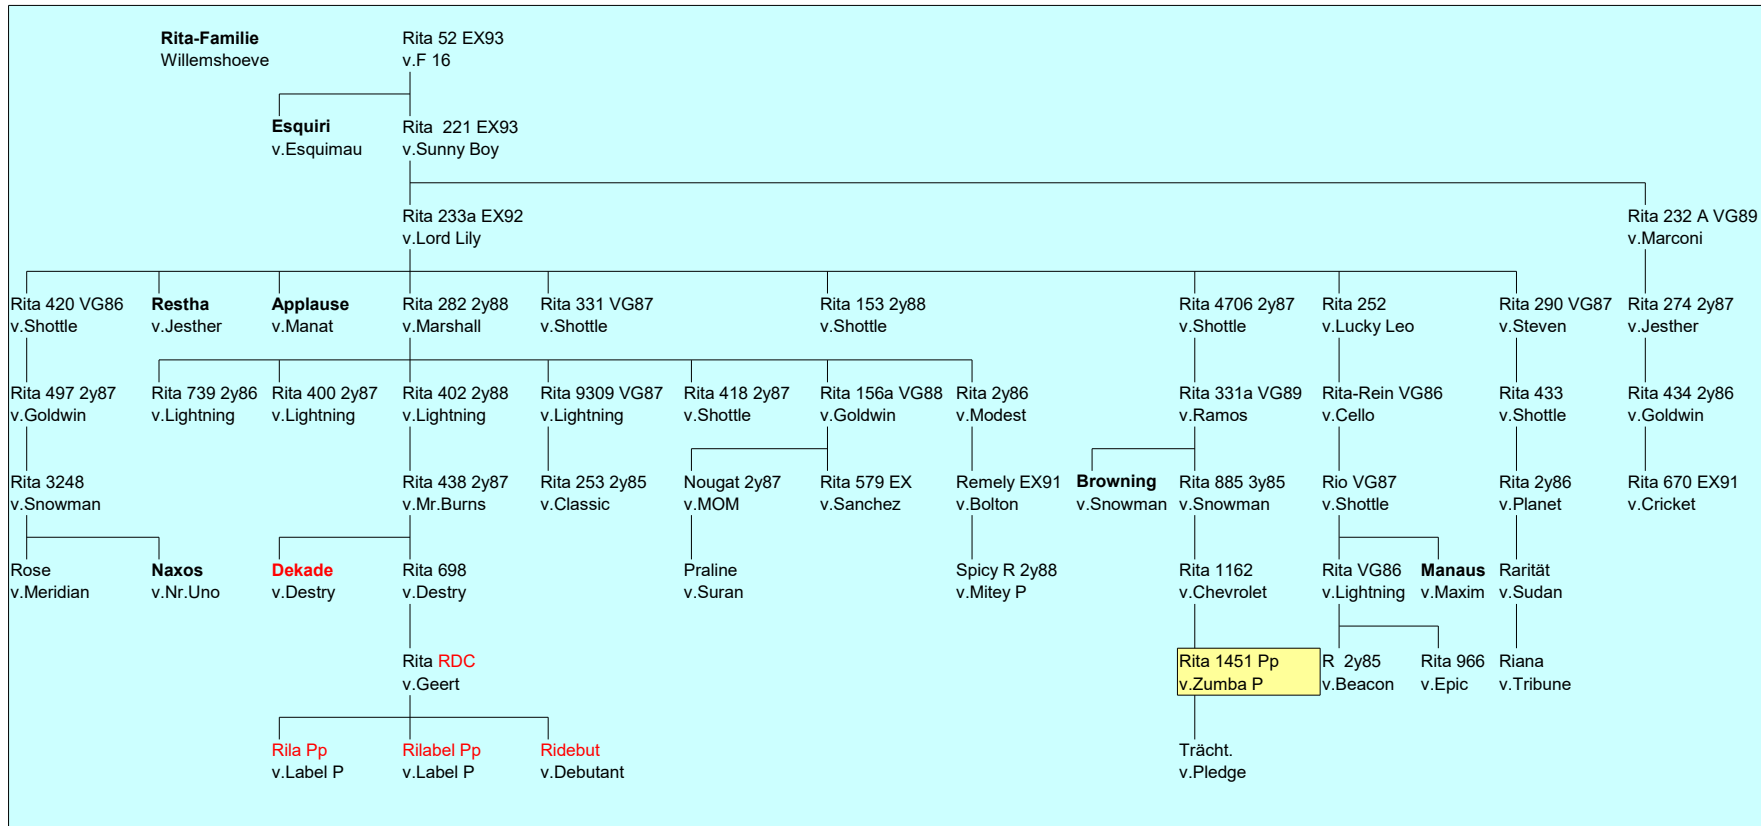 Rita-Familie Rita 52 EX93
Willemshoeve v.F 16
Esquiri Rita  221 EX93
v.Esquimau v.Sunny Boy
Rita 233a EX92 Rita 232 A VG89
v.Lord Lily v.Marconi
Rita 420 VG86 Restha Applause Rita 282 2y88 Rita 331 VG87 Rita 153 2y88 Rita 4706 2y87 Rita 252 Rita 290 VG87 Rita 274 2y87
v.Shottle v.Jesther v.Manat v.Marshall v.Shottle v.Shottle v.Shottle v.Lucky Leo v.Steven v.Jesther
Rita 497 2y87 Rita 739 2y86 Rita 400 2y87 Rita 402 2y88 Rita 9309 VG87 Rita 418 2y87 Rita 156a VG88 Rita 2y86 Rita 331a VG89 Rita-Rein VG86 Rita 433 Rita 434 2y86
v.Goldwin v.Lightning v.Lightning v.Lightning v.Lightning v.Shottle v.Goldwin v.Modest v.Ramos v.Cello v.Shottle v.Goldwin
Rita 3248 Rita 438 2y87 Rita 253 2y85 Nougat 2y87 Rita 579 EX Remely EX91 Browning Rita 885 3y85 Rio VG87 Rita 2y86 Rita 670 EX91
v.Snowman v.Mr.Burns v.Classic v.MOM v.Sanchez v.Bolton v.Snowman v.Snowman v.Shottle v.Planet v.Cricket
Rose Naxos Dekade Rita 698 Praline Spicy R 2y88 Rita 1162 Rita VG86 Manaus Rarität
v.Meridian v.Nr.Uno v.Destry v.Destry v.Suran v.Mitey P v.Chevrolet v.Lightning v.Maxim v.Sudan
Rita RDC Rita 1451 Pp R  2y85 Rita 966 Riana
v.Geert v.Zumba P v.Beacon v.Epic v.Tribune
Rila Pp Rilabel Pp Ridebut Trächt.
v.Label P v.Label P v.Debutant v.Pledge